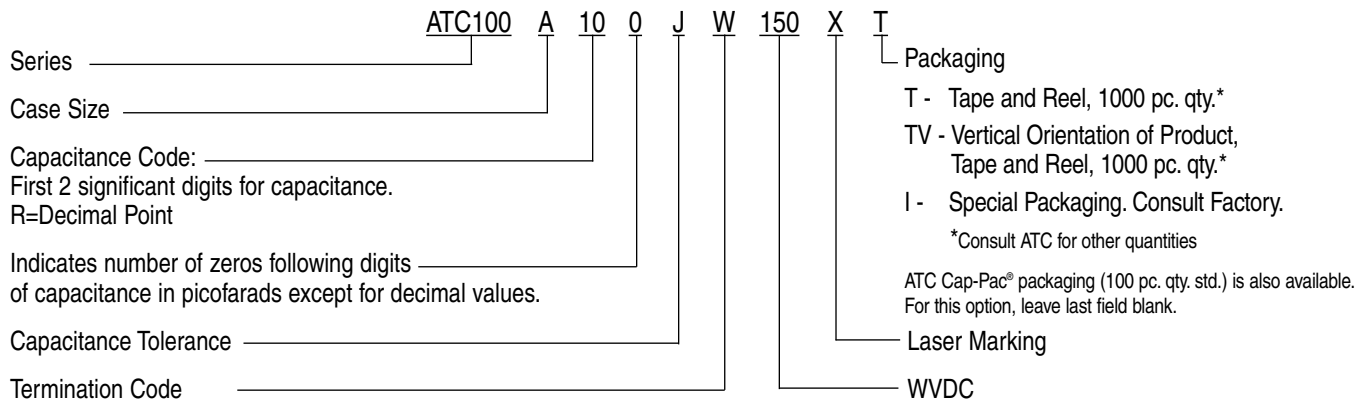 ATC100 A 10 0 J W 150 X T
Series
Case Size
Capacitance Code:
First 2 significant digits for capacitance.
R=Decimal Point
Indicates number of zeros following digits
of capacitance in picofarads except for decimal values.
Capacitance Tolerance
Termination Code
Packaging
T - Tape and Reel, 1000 pc. qty.*
TV - Vertical Orientation of Product,
Tape and Reel, 1000 pc. qty.*
I - Special Packaging. Consult Factory.
*Consult ATC for other quantities
ATC Cap-Pac® packaging (100 pc. qty. std.) is also available.
For this option, leave last field blank.
Laser Marking
WVDC